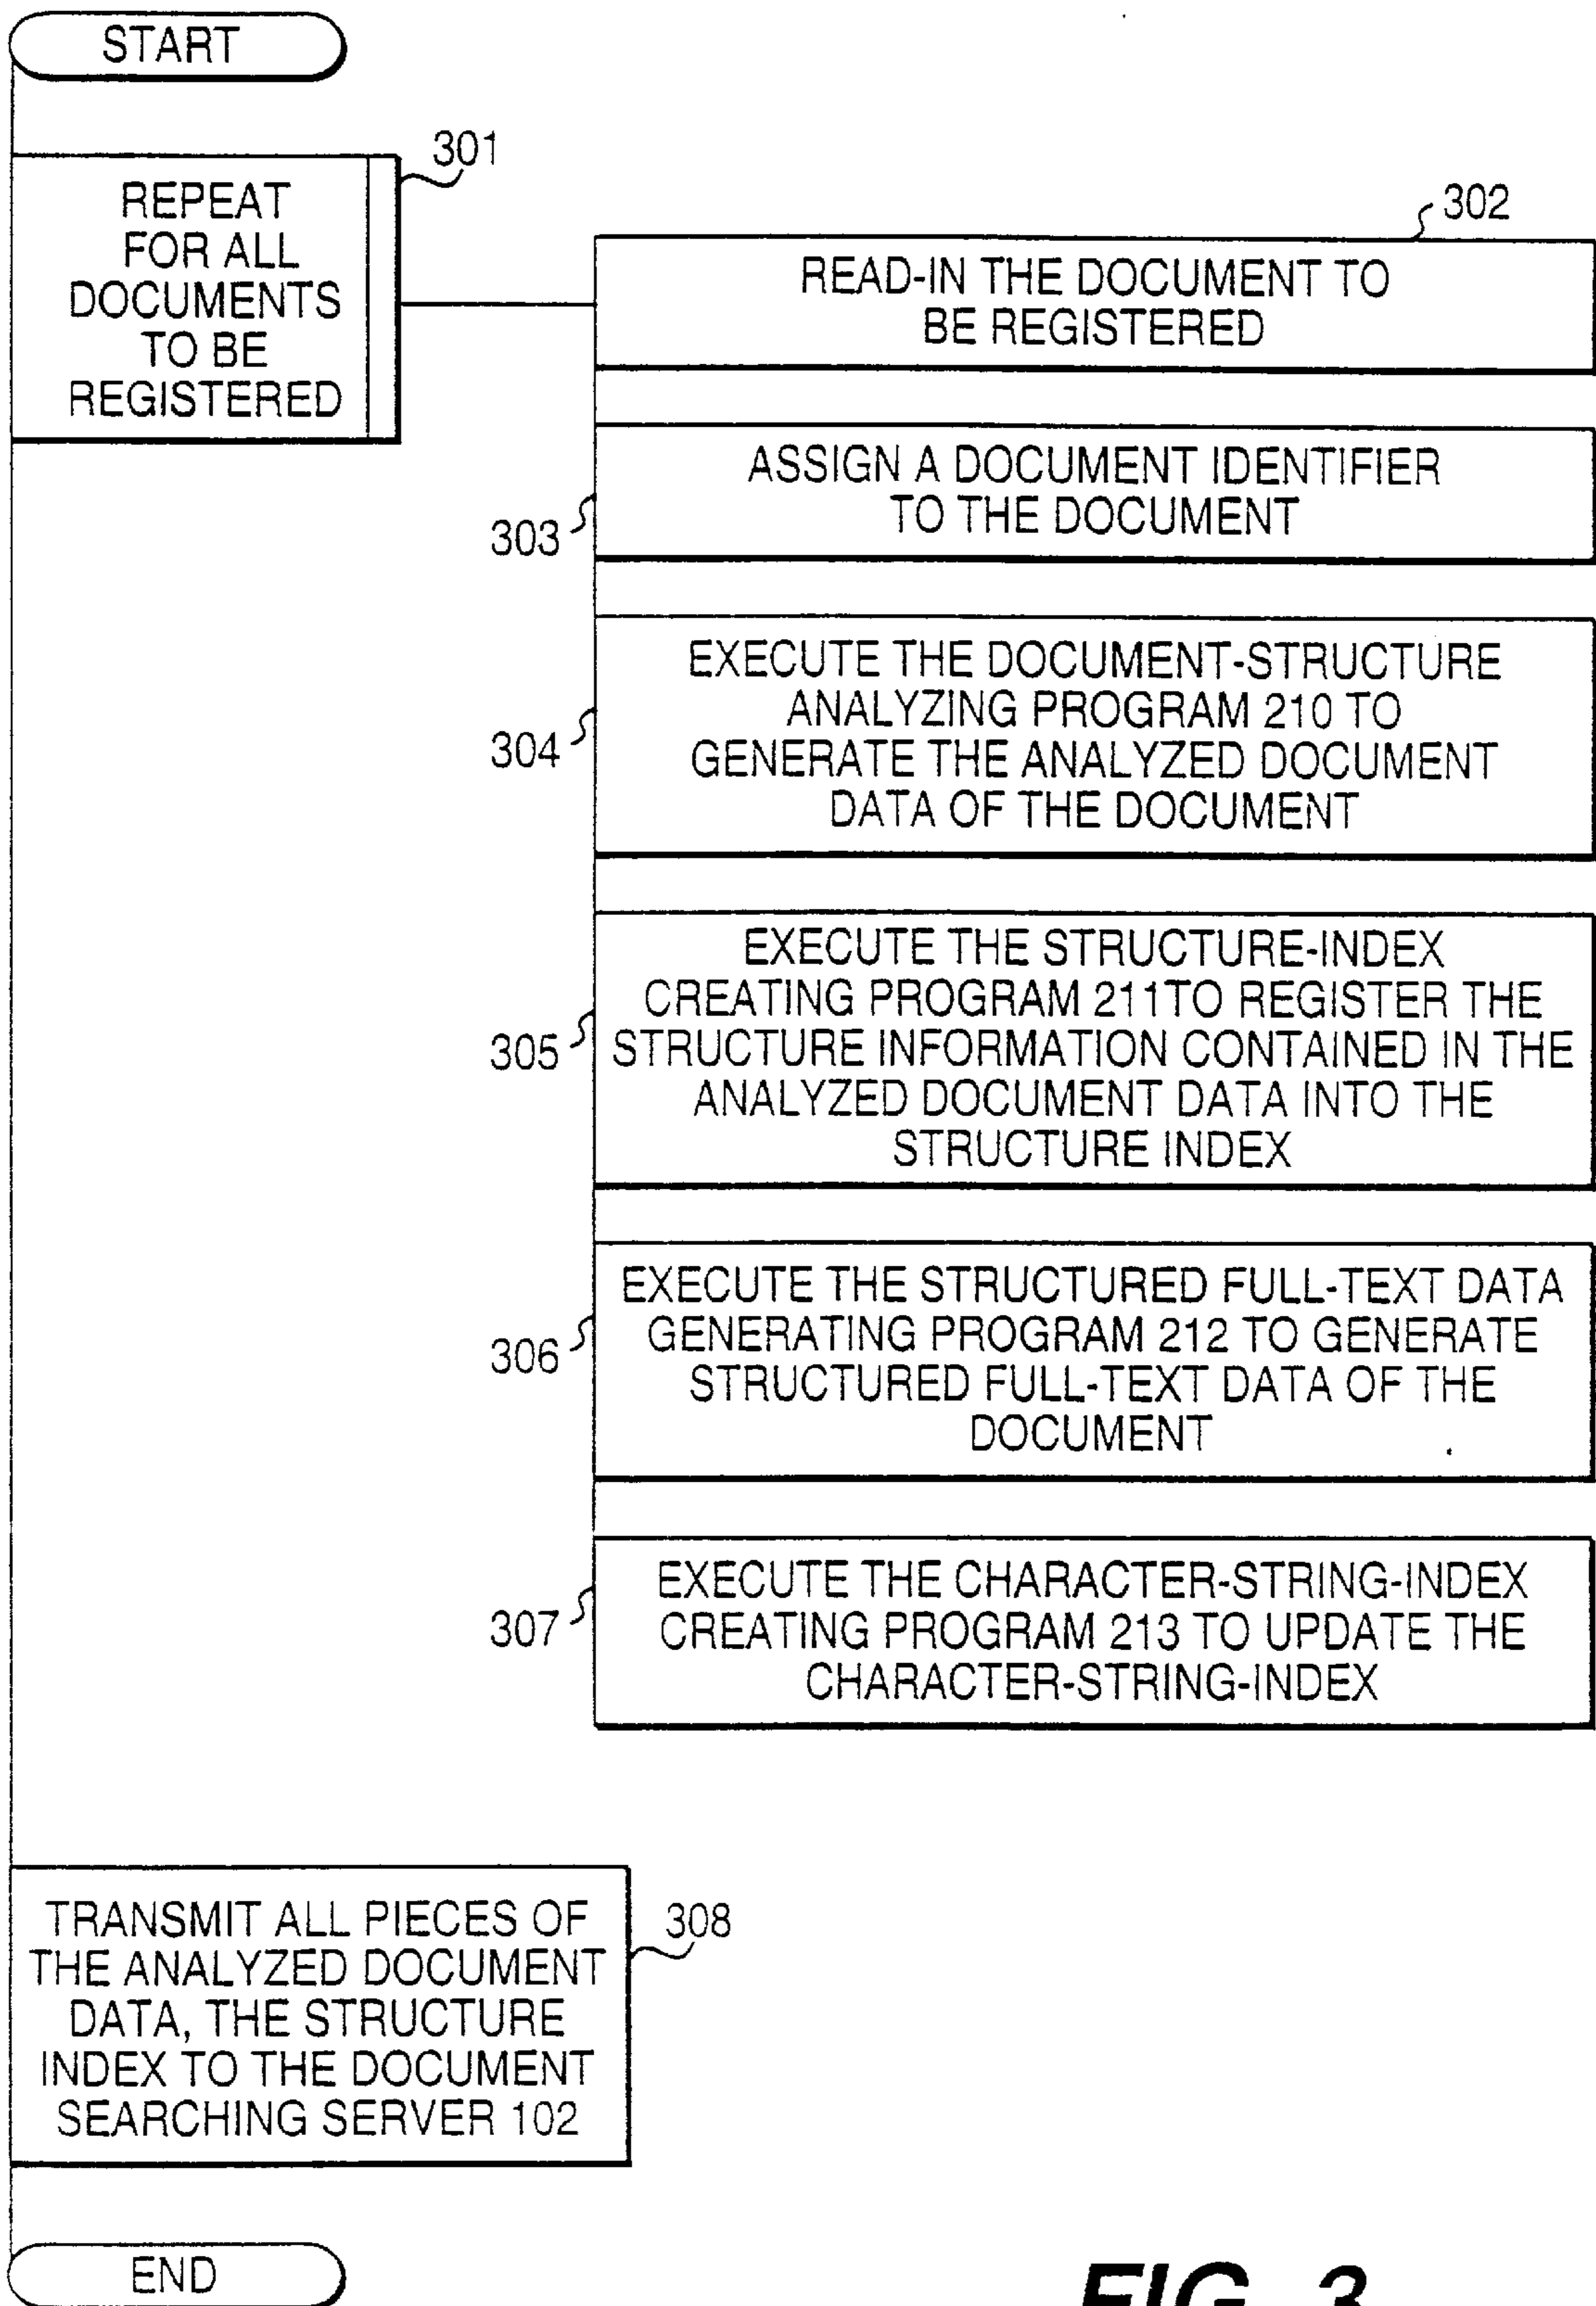 START
301
REPEAT
FOR ALL
DOCUMENTS
TO BE
REGISTERED
302
READ-IN THE DOCUMENT TO
BE REGISTERED
303
ASSIGN A DOCUMENT IDENTIFIER
TO THE DOCUMENT
304
EXECUTE THE DOCUMENT-STRUCTURE
ANALYZING PROGRAM 210 TO
GENERATE THE ANALYZED DOCUMENT
DATA OF THE DOCUMENT
305
EXECUTE THE STRUCTURE-INDEX
CREATING PROGRAM 211TO REGISTER THE
STRUCTURE INFORMATION CONTAINED IN THE
ANALYZED DOCUMENT DATA INTO THE
STRUCTURE INDEX
306
EXECUTE THE STRUCTURED FULL-TEXT DATA
GENERATING PROGRAM 212 TO GENERATE
STRUCTURED FULL-TEXT DATA OF THE
DOCUMENT
307
EXECUTE THE CHARACTER-STRING-INDEX
CREATING PROGRAM 213 TO UPDATE THE
CHARACTER-STRING-INDEX
308
TRANSMIT ALL PIECES OF
THE ANALYZED DOCUMENT
DATA, THE STRUCTURE
INDEX TO THE DOCUMENT
SEARCHING SERVER 102
END
FIG. 3